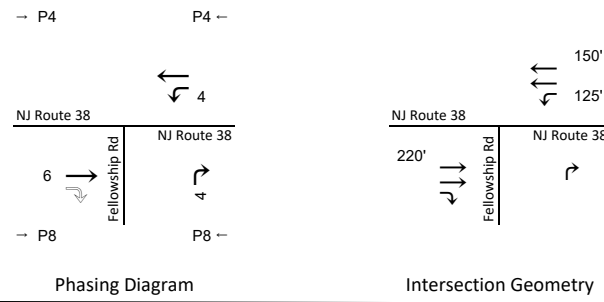 → P4 P4 ←
4
NJ Route 38
NJ Route 38
6
Fellowship Rd
4
→ P8 P8 ←
Phasing Diagram
150'
125'
NJ Route 38
NJ Route 38
220'
Fellowship Rd
Intersection Geometry